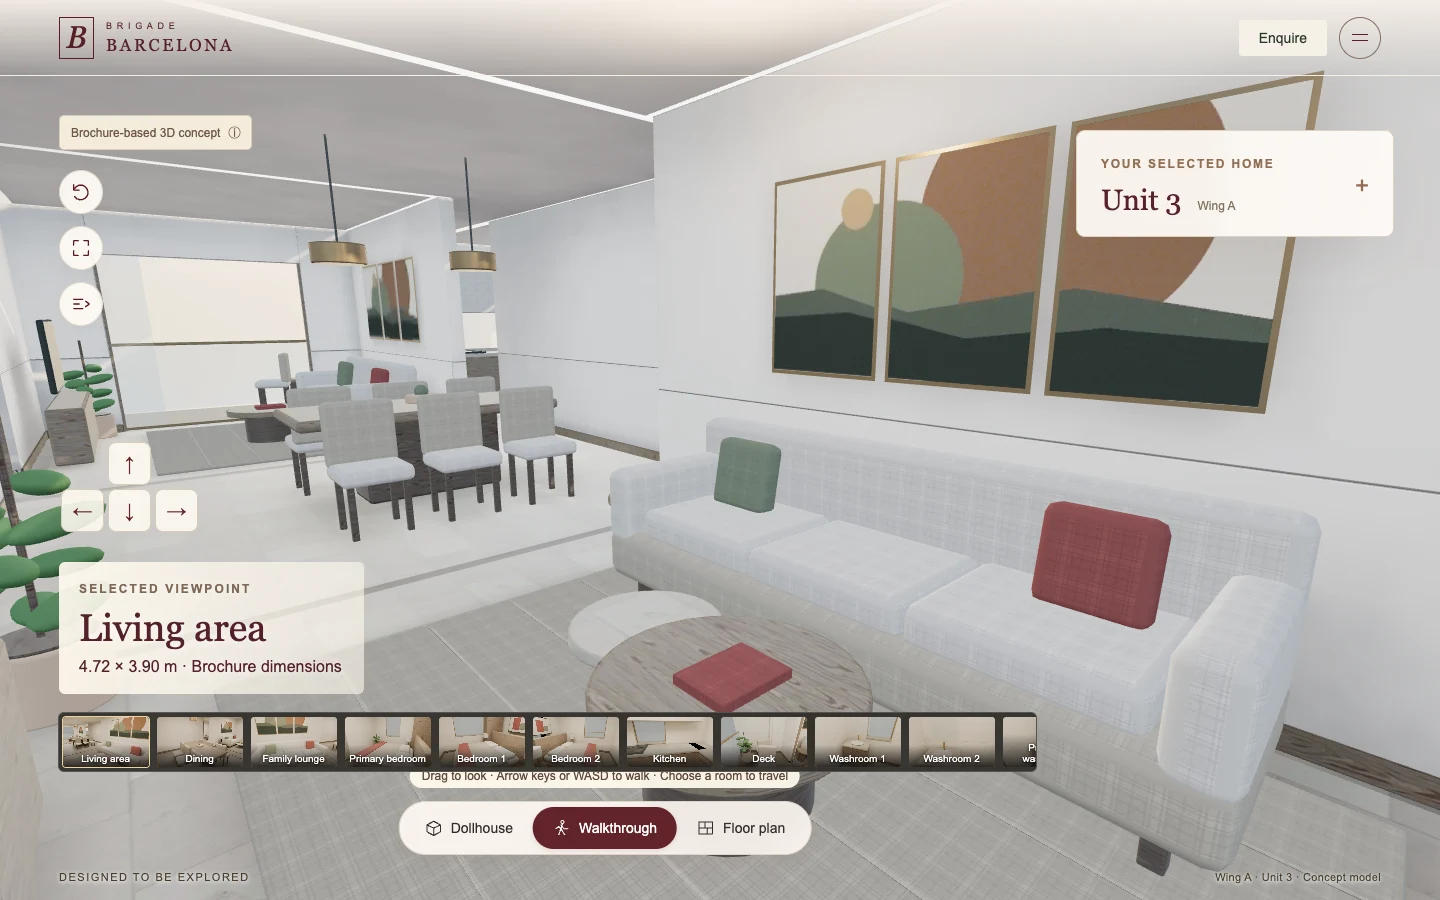 B
BRIGADE
BARCELONA
Enquire
Brochure-based 3D concept ⓘ
YOUR SELECTED HOME
Unit 3 Wing A
+
↑
← ↓ →
SELECTED VIEWPOINT
Living area
4.72 × 3.90 m · Brochure dimensions
Living area
Dining
Family lounge
Primary bedroom
Bedroom 1
Bedroom 2
Kitchen
Deck
Washroom 1
Washroom 2
Drag to look · Arrow keys or WASD to walk · Choose a room to travel
Dollhouse
Walkthrough
Floor plan
DESIGNED TO BE EXPLORED
Wing A · Unit 3 · Concept model